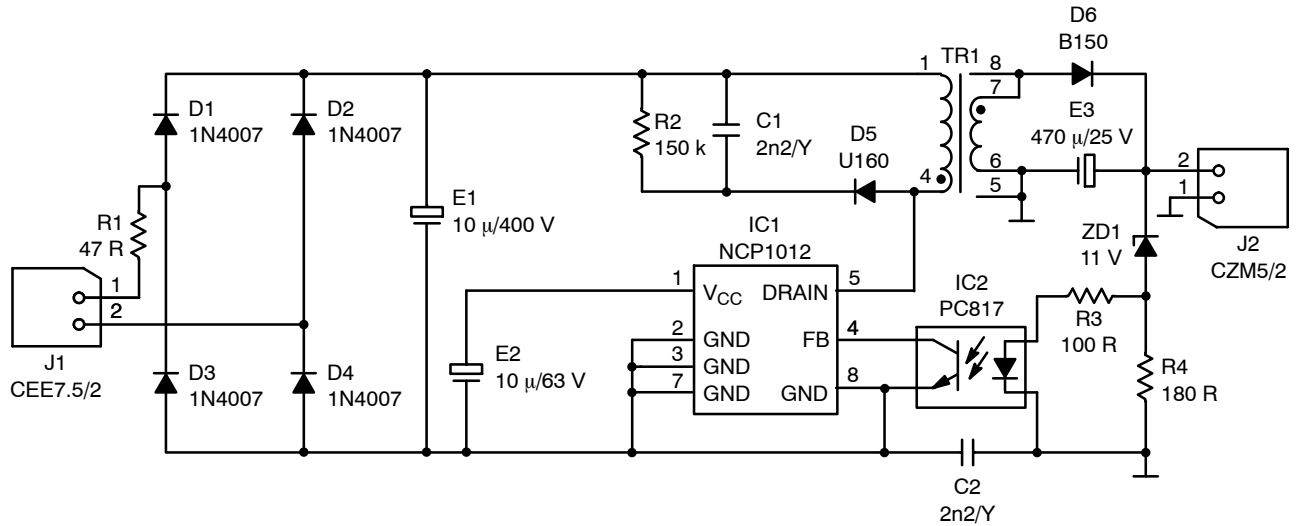 D6
B150
TR1
1
8
7
4
6
5
D1
1N4007
D2
1N4007
R2
150 k
C1
2n2/Y
D5
U160
E3
470 μ/25 V
2
1
J2
CZM5/2
R1
47 R
E1
10 μ/400 V
ZD1
11 V
IC1
NCP1012
1
VCC
DRAIN
5
2
GND
FB
4
3
GND
7
GND
GND
8
IC2
PC817
R3
100 R
R4
180 R
1
2
J1
CEE7.5/2
E2
10 μ/63 V
D3
1N4007
D4
1N4007
C2
2n2/Y